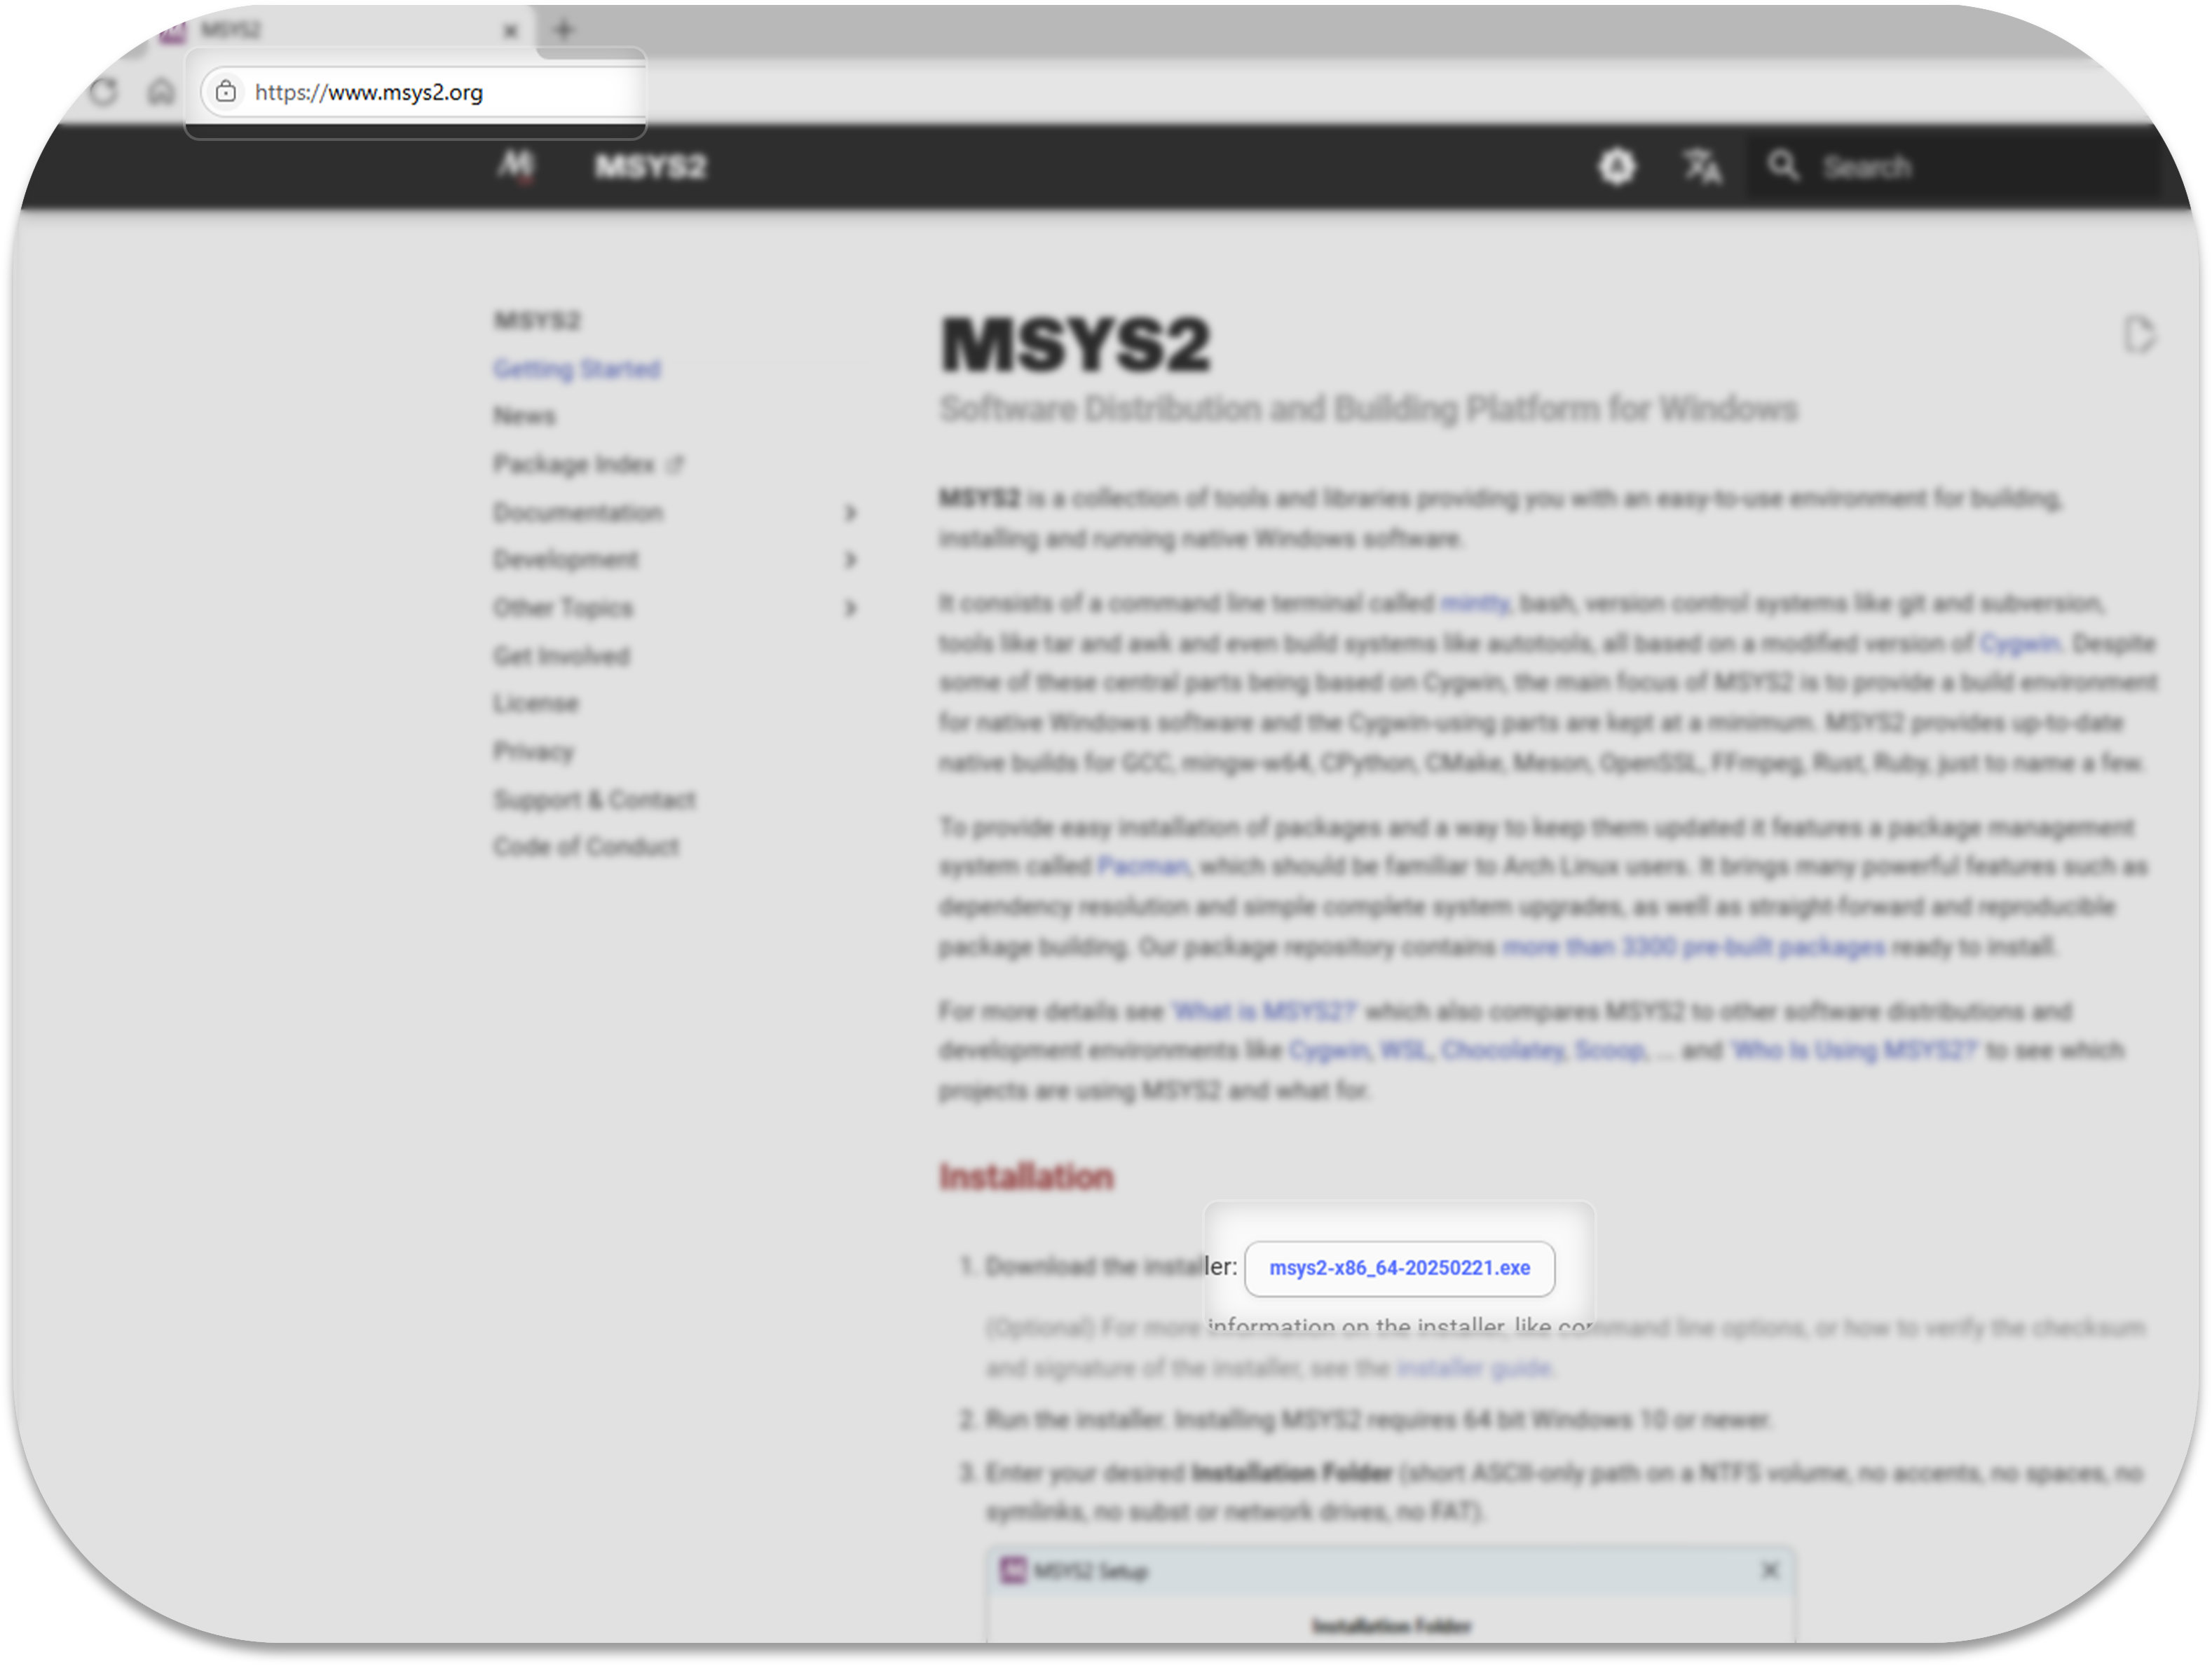 MSYS2
https://www.msys2.org
MSYS2
Search
MSYS2
Getting Started
News
Package Index
Documentation
Development
Other Topics
Get Involved
License
Privacy
Support & Contact
Code of Conduct
MSYS2
Software Distribution and Building Platform for Windows
MSYS2 is a collection of tools and libraries providing you with an easy-to-use environment for building,
installing and running native Windows software.
It consists of a command line terminal called mintty, bash, version control systems like git and subversion,
tools like tar and awk and even build systems like autotools, all based on a modified version of Cygwin. Despite
some of these central parts being based on Cygwin, the main focus of MSYS2 is to provide a build environment
for native Windows software and the Cygwin-using parts are kept at a minimum. MSYS2 provides up-to-date
native builds for GCC, mingw-w64, CPython, CMake, Meson, OpenSSL, FFmpeg, Rust, Ruby, just to name a few.
To provide easy installation of packages and a way to keep them updated it features a package management
system called Pacman, which should be familiar to Arch Linux users. It brings many powerful features such as
dependency resolution and simple complete system upgrades, as well as straight-forward and reproducible
package building. Our package repository contains more than 3300 pre-built packages ready to install.
For more details see 'What is MSYS2?' which also compares MSYS2 to other software distributions and
development environments like Cygwin, WSL, Chocolatey, Scoop, ... and 'Who Is Using MSYS2?' to see which
projects are using MSYS2 and what for.
Installation
1. Download the installer: msys2-x86_64-20250221.exe
(Optional) For more information on the installer, like command line options, or how to verify the checksum
and signature of the installer, see the installer guide.
2. Run the installer. Installing MSYS2 requires 64 bit Windows 10 or newer.
3. Enter your desired Installation Folder (short ASCII-only path on a NTFS volume, no accents, no spaces, no
symlinks, no subst or network drives, no FAT).
MSYS2 Setup
Installation Folder